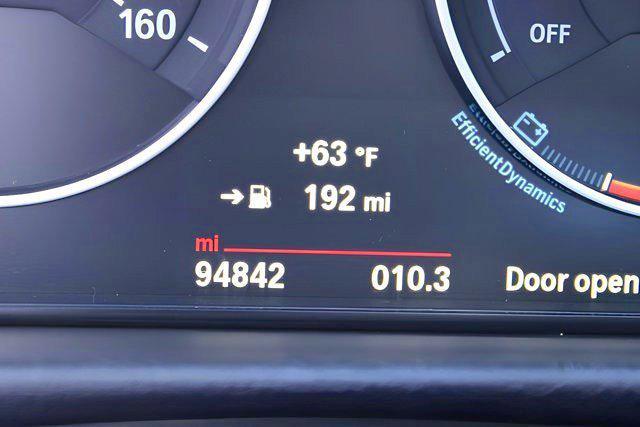 160
OFF
EfficientDynamics
+63 °F
→ 192 mi
mi
94842 010.3 Door open